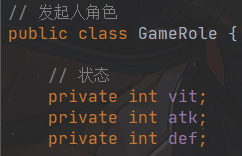 // 发起人角色
public class GameRole {
// 状态
private int vit;
private int atk;
private int def;